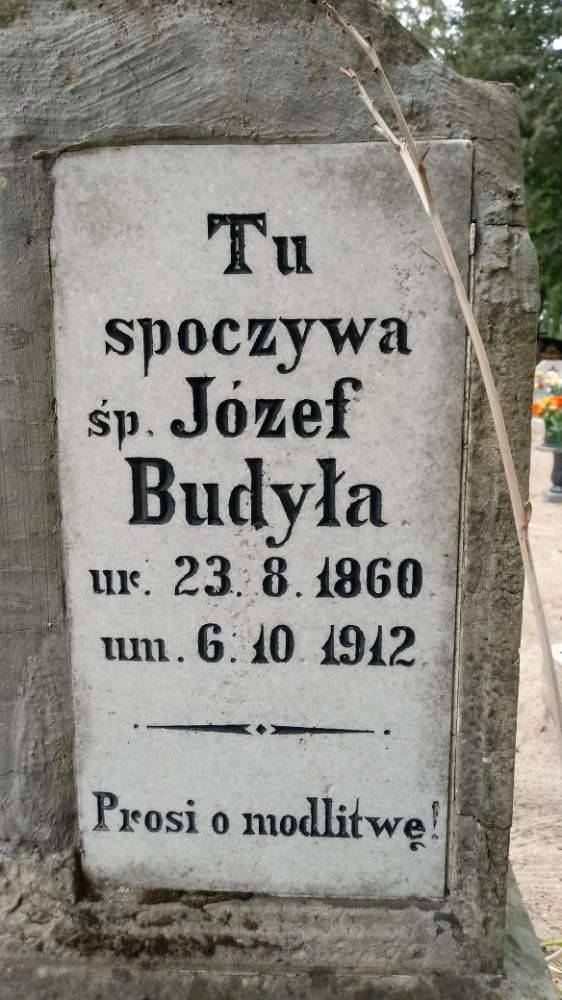 Tu
spoczywa
śp. Józef
Budyła
ur. 23. 8. 1860
um. 6. 10 1912
Prosi o modlitwę!